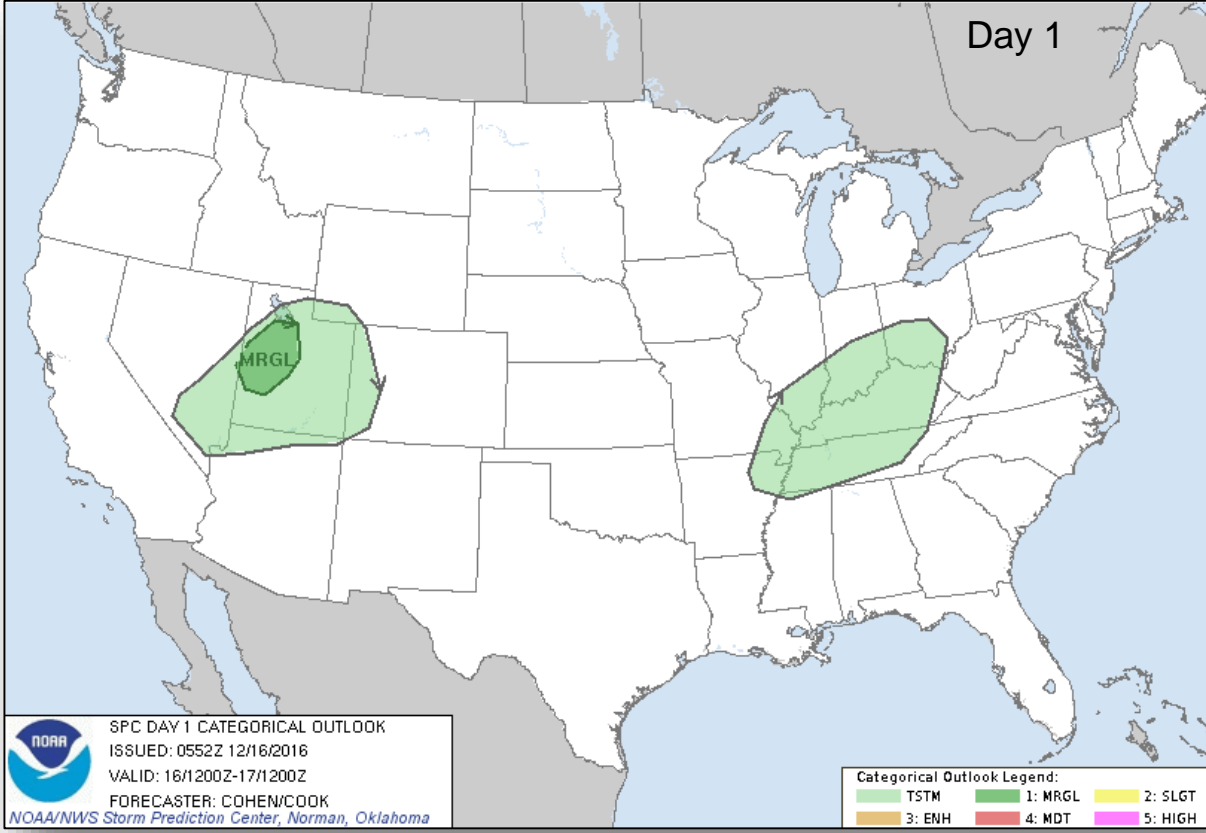 Day 1
MRGL
NOAA
SPC DAY 1 CATEGORICAL OUTLOOK
ISSUED: 0552Z 12/16/2016
VALID: 16/1200Z-17/1200Z
FORECASTER: COHEN/COOK
NOAA/NWS Storm Prediction Center, Norman, Oklahoma
Categorical Outlook Legend:
TSTM 1: MRGL 2: SLGT
3: ENH 4: MDT 5: HIGH